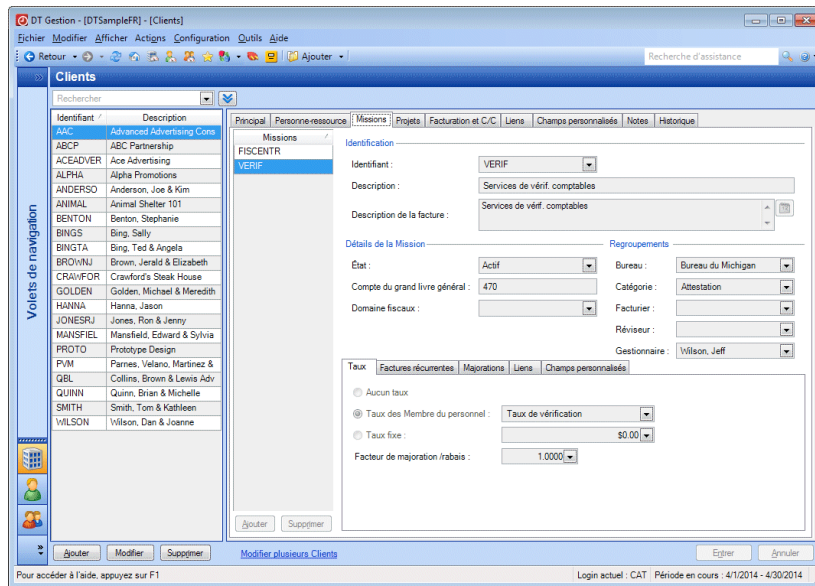 DT Gestion - [DTSampleFR] - [Clients]
Fichier Modifier Afficher Actions Configuration Outils Aide
Retour Ajouter Recherche d'assistance
Clients
Rechercher
Volets de navigation
Identifiant Description
AAC Advanced Advertising Cons
ABCP ABC Partnership
ACEADVER Ace Advertising
ALPHA Alpha Promotions
ANDERSO Anderson, Joe & Kim
ANIMAL Animal Shelter 101
BENTON Benton, Stephanie
BINGS Bing, Sally
BINGTA Bing, Ted & Angela
BROWNJ Brown, Jerald & Elizabeth
CRAWFOR Crawford's Steak House
GOLDEN Golden, Michael & Meredith
HANNA Hanna, Jason
JONESRJ Jones, Ron & Jenny
MANSFIEL Mansfield, Edward & Sylvia
PROTO Prototype Design
PVM Parnes, Velano, Martinez &
QBL Collins, Brown & Lewis Adv
QUINN Quinn, Brian & Michelle
SMITH Smith, Tom & Kathleen
WILSON Wilson, Dan & Joanne
Ajouter Modifier Supprimer
Principal Personne-ressource Missions Projets Facturation et C/C Liens Champs personnalisés Notes Historique
Missions
FISCENTR
VERIF
Ajouter Supprimer
Identification
Identifiant : VERIF
Description : Services de vérif. comptables
Description de la facture : Services de vérif. comptables
Détails de la Mission
État : Actif
Compte du grand livre général : 470
Domaine fiscaux :
Regroupements
Bureau : Bureau du Michigan
Catégorie : Attestation
Facturier :
Réviseur :
Gestionnaire : Wilson, Jeff
Taux Factures récurrentes Majorations Liens Champs personnalisés
Aucun taux
Taux des Membre du personnel : Taux de vérification
Taux fixe : $0.00
Facteur de majoration /rabais : 1.0000
Modifier plusieurs Clients
Entrer Annuler
Pour accéder à l'aide, appuyez sur F1 Login actuel : CAT Période en cours : 4/1/2014 - 4/30/2014